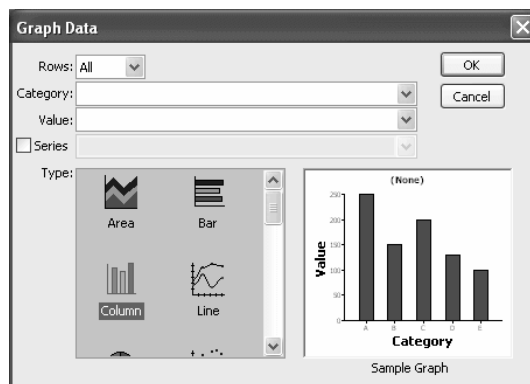 Graph Data
Rows: All
OK
Category:
Cancel
Value:
Series
Type:
Area
Bar
Column
Line
(None)
250
200
150
100
50
0
Value
A B C D E
Category
Sample Graph